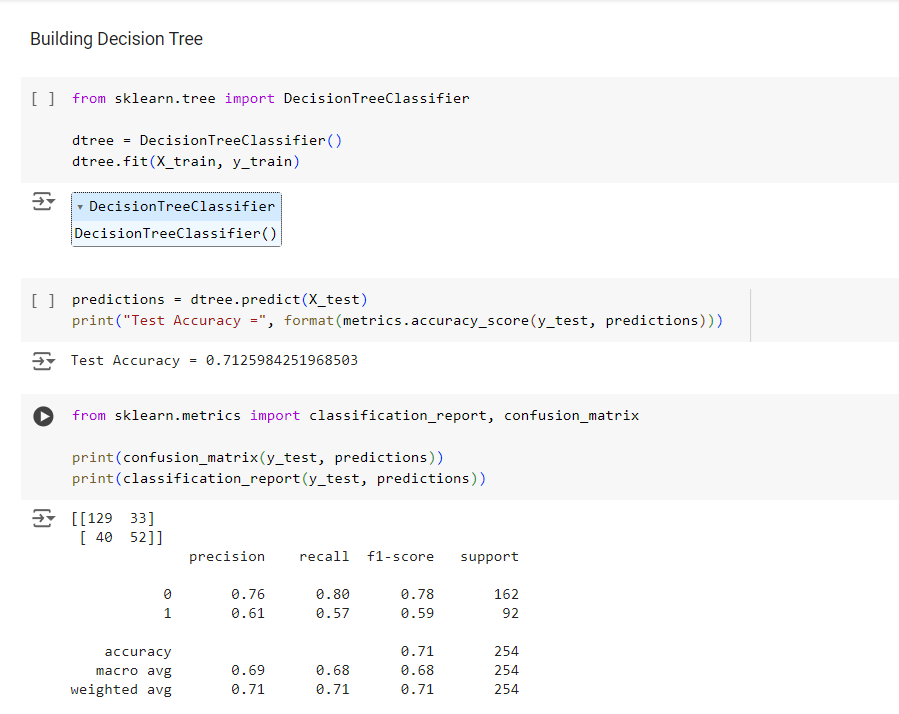 Building Decision Tree
[ ] from sklearn.tree import DecisionTreeClassifier
dtree = DecisionTreeClassifier()
dtree.fit(X_train, y_train)
▾ DecisionTreeClassifier
DecisionTreeClassifier()
[ ] predictions = dtree.predict(X_test)
print("Test Accuracy =", format(metrics.accuracy_score(y_test, predictions)))
Test Accuracy = 0.7125984251968503
from sklearn.metrics import classification_report, confusion_matrix
print(confusion_matrix(y_test, predictions))
print(classification_report(y_test, predictions))
[[129  33]
 [ 40  52]]
              precision    recall  f1-score   support
           0       0.76      0.80      0.78       162
           1       0.61      0.57      0.59        92
    accuracy                           0.71       254
   macro avg       0.69      0.68      0.68       254
weighted avg       0.71      0.71      0.71       254